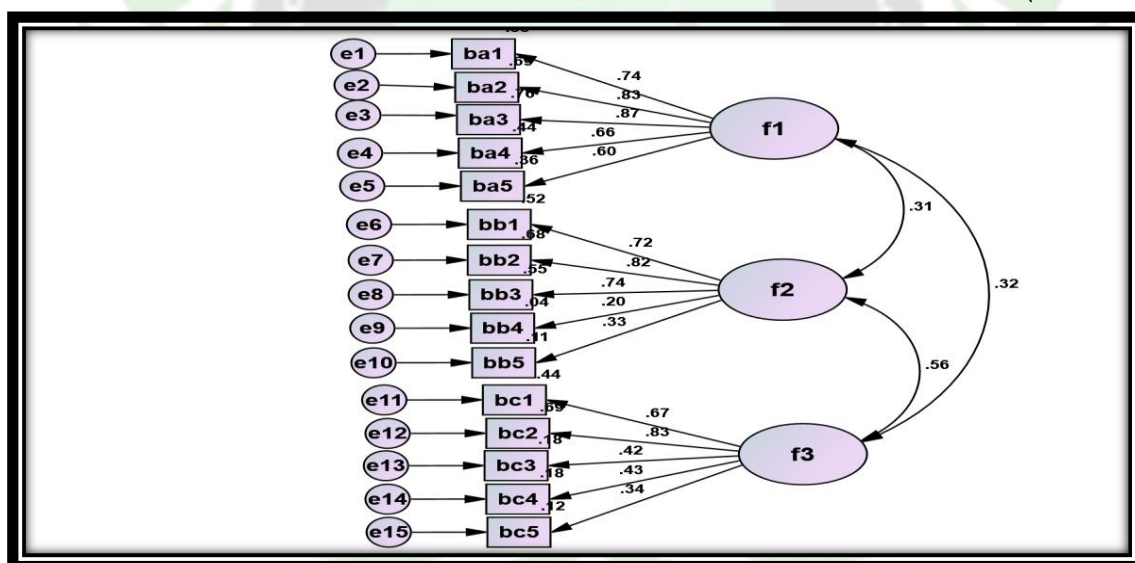 e1 ba1 .74
.69
e2 ba2 .83
.76
e3 ba3 .87 f1
.44
e4 ba4 .66
.36
e5 ba5 .60
.52
.31
e6 bb1 .72
.68
e7 bb2 .82
.55
e8 bb3 .74 f2 .32
.04
e9 bb4 .20
.11
e10 bb5 .33
.44
.56
e11 bc1 .67
.69
e12 bc2 .83
.18
e13 bc3 .42 f3
.18
e14 bc4 .43
.12
e15 bc5 .34